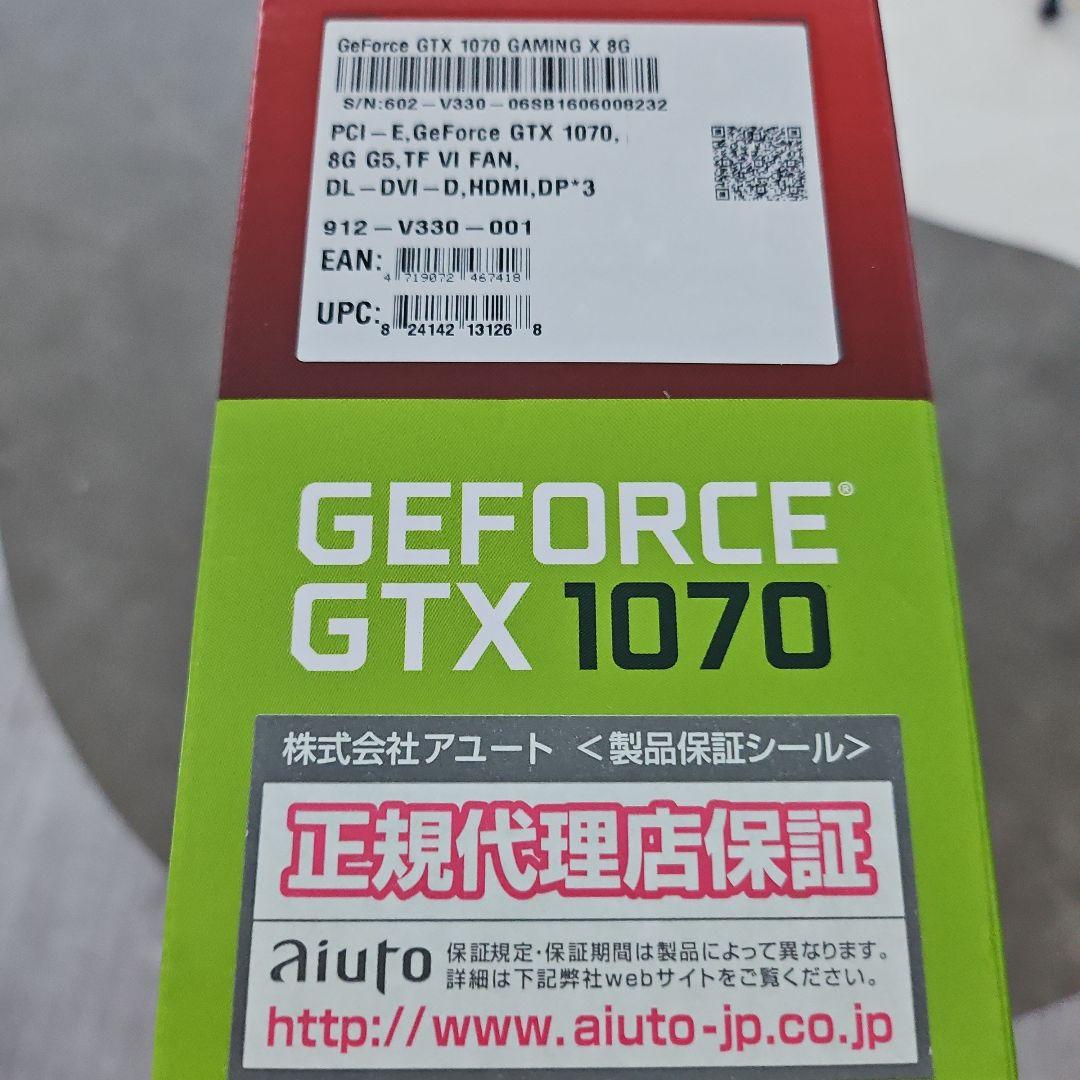 GeForce GTX 1070 GAMING X 8G
S/N:602-V330-06SB1606008232
PCI-E,GeForce GTX 1070,
8G G5,TF VI FAN,
DL-DVI-D,HDMI,DP*3
912-V330-001
EAN:
4 719072 467418
UPC:
8 24142 13126 8
GEFORCE®
GTX 1070
株式会社アユート <製品保証シール>
正規代理店保証
aiuto 保証規定・保証期間は製品によって異なります。
詳細は下記弊社webサイトをご覧ください。
http://www.aiuto-jp.co.jp